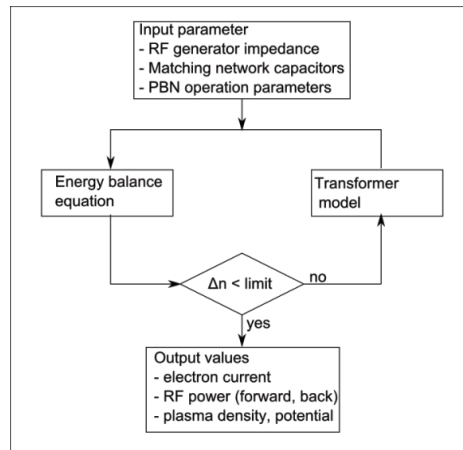 Input parameter
- RF generator impedance
- Matching network capacitors
- PBN operation parameters
Energy balance
equation
Transformer
model
Δn < limit
no
yes
Output values
- electron current
- RF power (forward, back)
- plasma density, potential